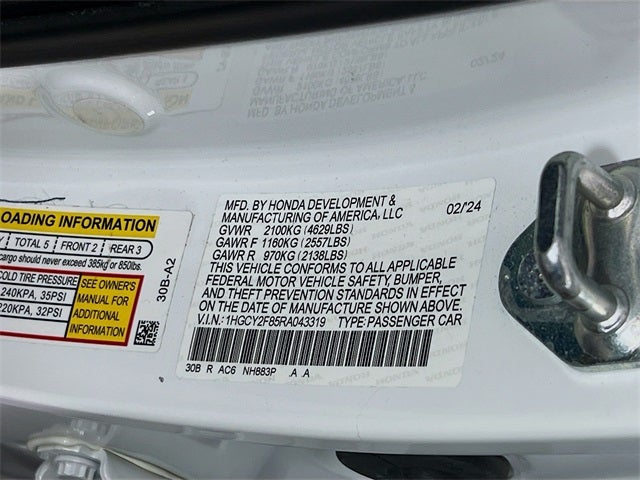 MFD. BY HONDA DEVELOPMENT &
MANUFACTURING OF AMERICA, LLC 02/24
GVWR 2100KG (4629LBS)
GAWR F 1160KG (2557LBS)
GAWR R 970KG (2138LBS)
THIS VEHICLE CONFORMS TO ALL APPLICABLE
FEDERAL MOTOR VEHICLE SAFETY, BUMPER,
AND THEFT PREVENTION STANDARDS IN EFFECT
ON THE DATE OF MANUFACTURE SHOWN ABOVE.
V.I.N.: 1HGCY2F85RA043319 TYPE: PASSENGER CAR
30B R AC6 NH883P A A
LOADING INFORMATION
TOTAL 5 FRONT 2 REAR 3
cargo should never exceed 385kg or 850lbs.
COLD TIRE PRESSURE
240KPA, 35PSI
220KPA, 32PSI
SEE OWNER'S
MANUAL FOR
ADDITIONAL
INFORMATION
30B-A2